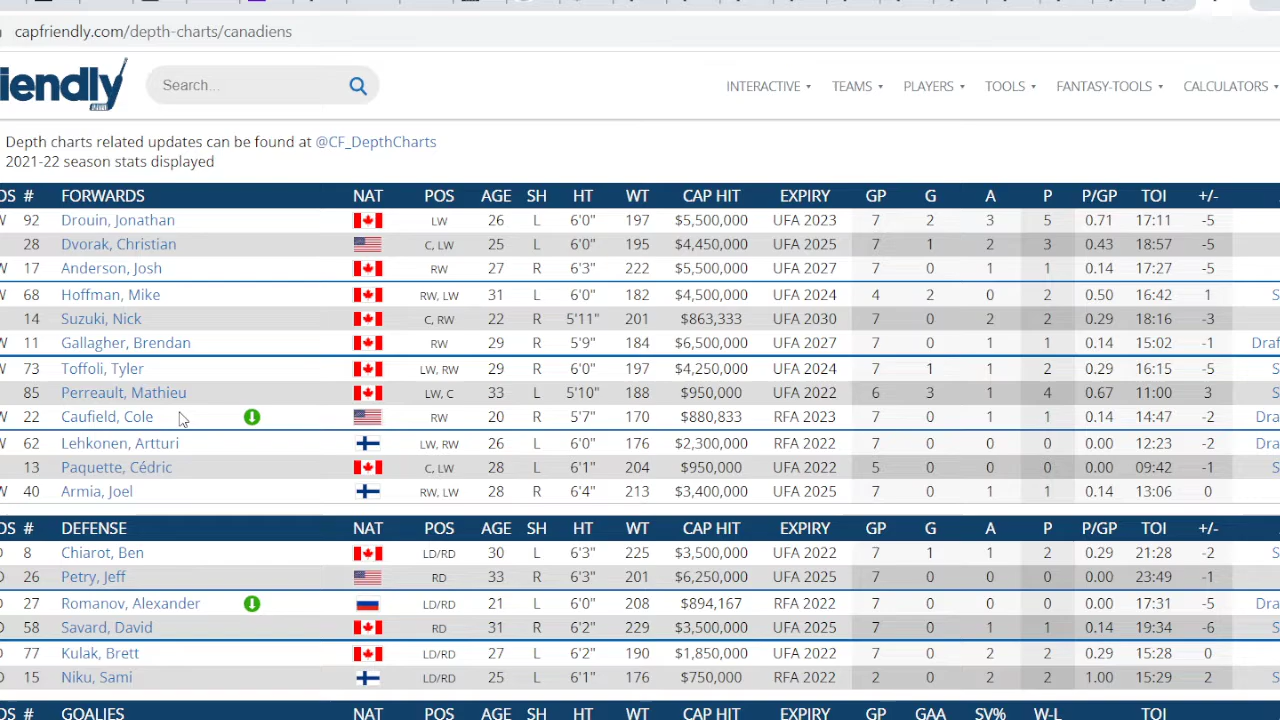 capfriendly.com/depth-charts/canadiens
iendly Search... INTERACTIVE TEAMS PLAYERS TOOLS FANTASY-TOOLS CALCULATORS
Depth charts related updates can be found at @CF_DepthCharts
2021-22 season stats displayed
OS # FORWARDS NAT POS AGE SH HT WT CAP HIT EXPIRY GP G A P P/GP TOI +/-
W 92 Drouin, Jonathan LW 26 L 6'0" 197 $5,500,000 UFA 2023 7 2 3 5 0.71 17:11 -5
28 Dvorak, Christian C, LW 25 L 6'0" 195 $4,450,000 UFA 2025 7 1 2 3 0.43 18:57 -5
W 17 Anderson, Josh RW 27 R 6'3" 222 $5,500,000 UFA 2027 7 0 1 1 0.14 17:27 -5
W 68 Hoffman, Mike RW, LW 31 L 6'0" 182 $4,500,000 UFA 2024 4 2 0 2 0.50 16:42 1 S
14 Suzuki, Nick C, RW 22 R 5'11" 201 $863,333 UFA 2030 7 0 2 2 0.29 18:16 -3
W 11 Gallagher, Brendan RW 29 R 5'9" 184 $6,500,000 UFA 2027 7 0 1 1 0.14 15:02 -1 Draf
W 73 Toffoli, Tyler LW, RW 29 R 6'0" 197 $4,250,000 UFA 2024 7 1 1 2 0.29 16:15 -5 S
85 Perreault, Mathieu LW, C 33 L 5'10" 188 $950,000 UFA 2022 6 3 1 4 0.67 11:00 3 S
W 22 Caufield, Cole RW 20 R 5'7" 170 $880,833 RFA 2023 7 0 1 1 0.14 14:47 -2 Dra
W 62 Lehkonen, Artturi LW, RW 26 L 6'0" 176 $2,300,000 RFA 2022 7 0 0 0 0.00 12:23 -2 Dra
13 Paquette, Cédric C, LW 28 L 6'1" 204 $950,000 UFA 2022 5 0 0 0 0.00 09:42 -1 S
W 40 Armia, Joel RW, LW 28 R 6'4" 213 $3,400,000 UFA 2025 7 0 1 1 0.14 13:06 0
OS # DEFENSE NAT POS AGE SH HT WT CAP HIT EXPIRY GP G A P P/GP TOI +/-
D 8 Chiarot, Ben LD/RD 30 L 6'3" 225 $3,500,000 UFA 2022 7 1 1 2 0.29 21:28 -2 S
D 26 Petry, Jeff RD 33 R 6'3" 201 $6,250,000 UFA 2025 7 0 0 0 0.00 23:49 -1
D 27 Romanov, Alexander LD/RD 21 L 6'0" 208 $894,167 RFA 2022 7 0 0 0 0.00 17:31 -5 Dra
D 58 Savard, David RD 31 R 6'2" 229 $3,500,000 UFA 2025 7 0 1 1 0.14 19:34 -6 S
D 77 Kulak, Brett LD/RD 27 L 6'2" 190 $1,850,000 UFA 2022 7 0 2 2 0.29 15:28 0
D 15 Niku, Sami LD/RD 25 L 6'1" 176 $750,000 RFA 2022 2 0 2 2 1.00 15:29 2 S
OS # GOALIES NAT POS AGE SH HT WT CAP HIT EXPIRY GP GAA SV% W-L TOI